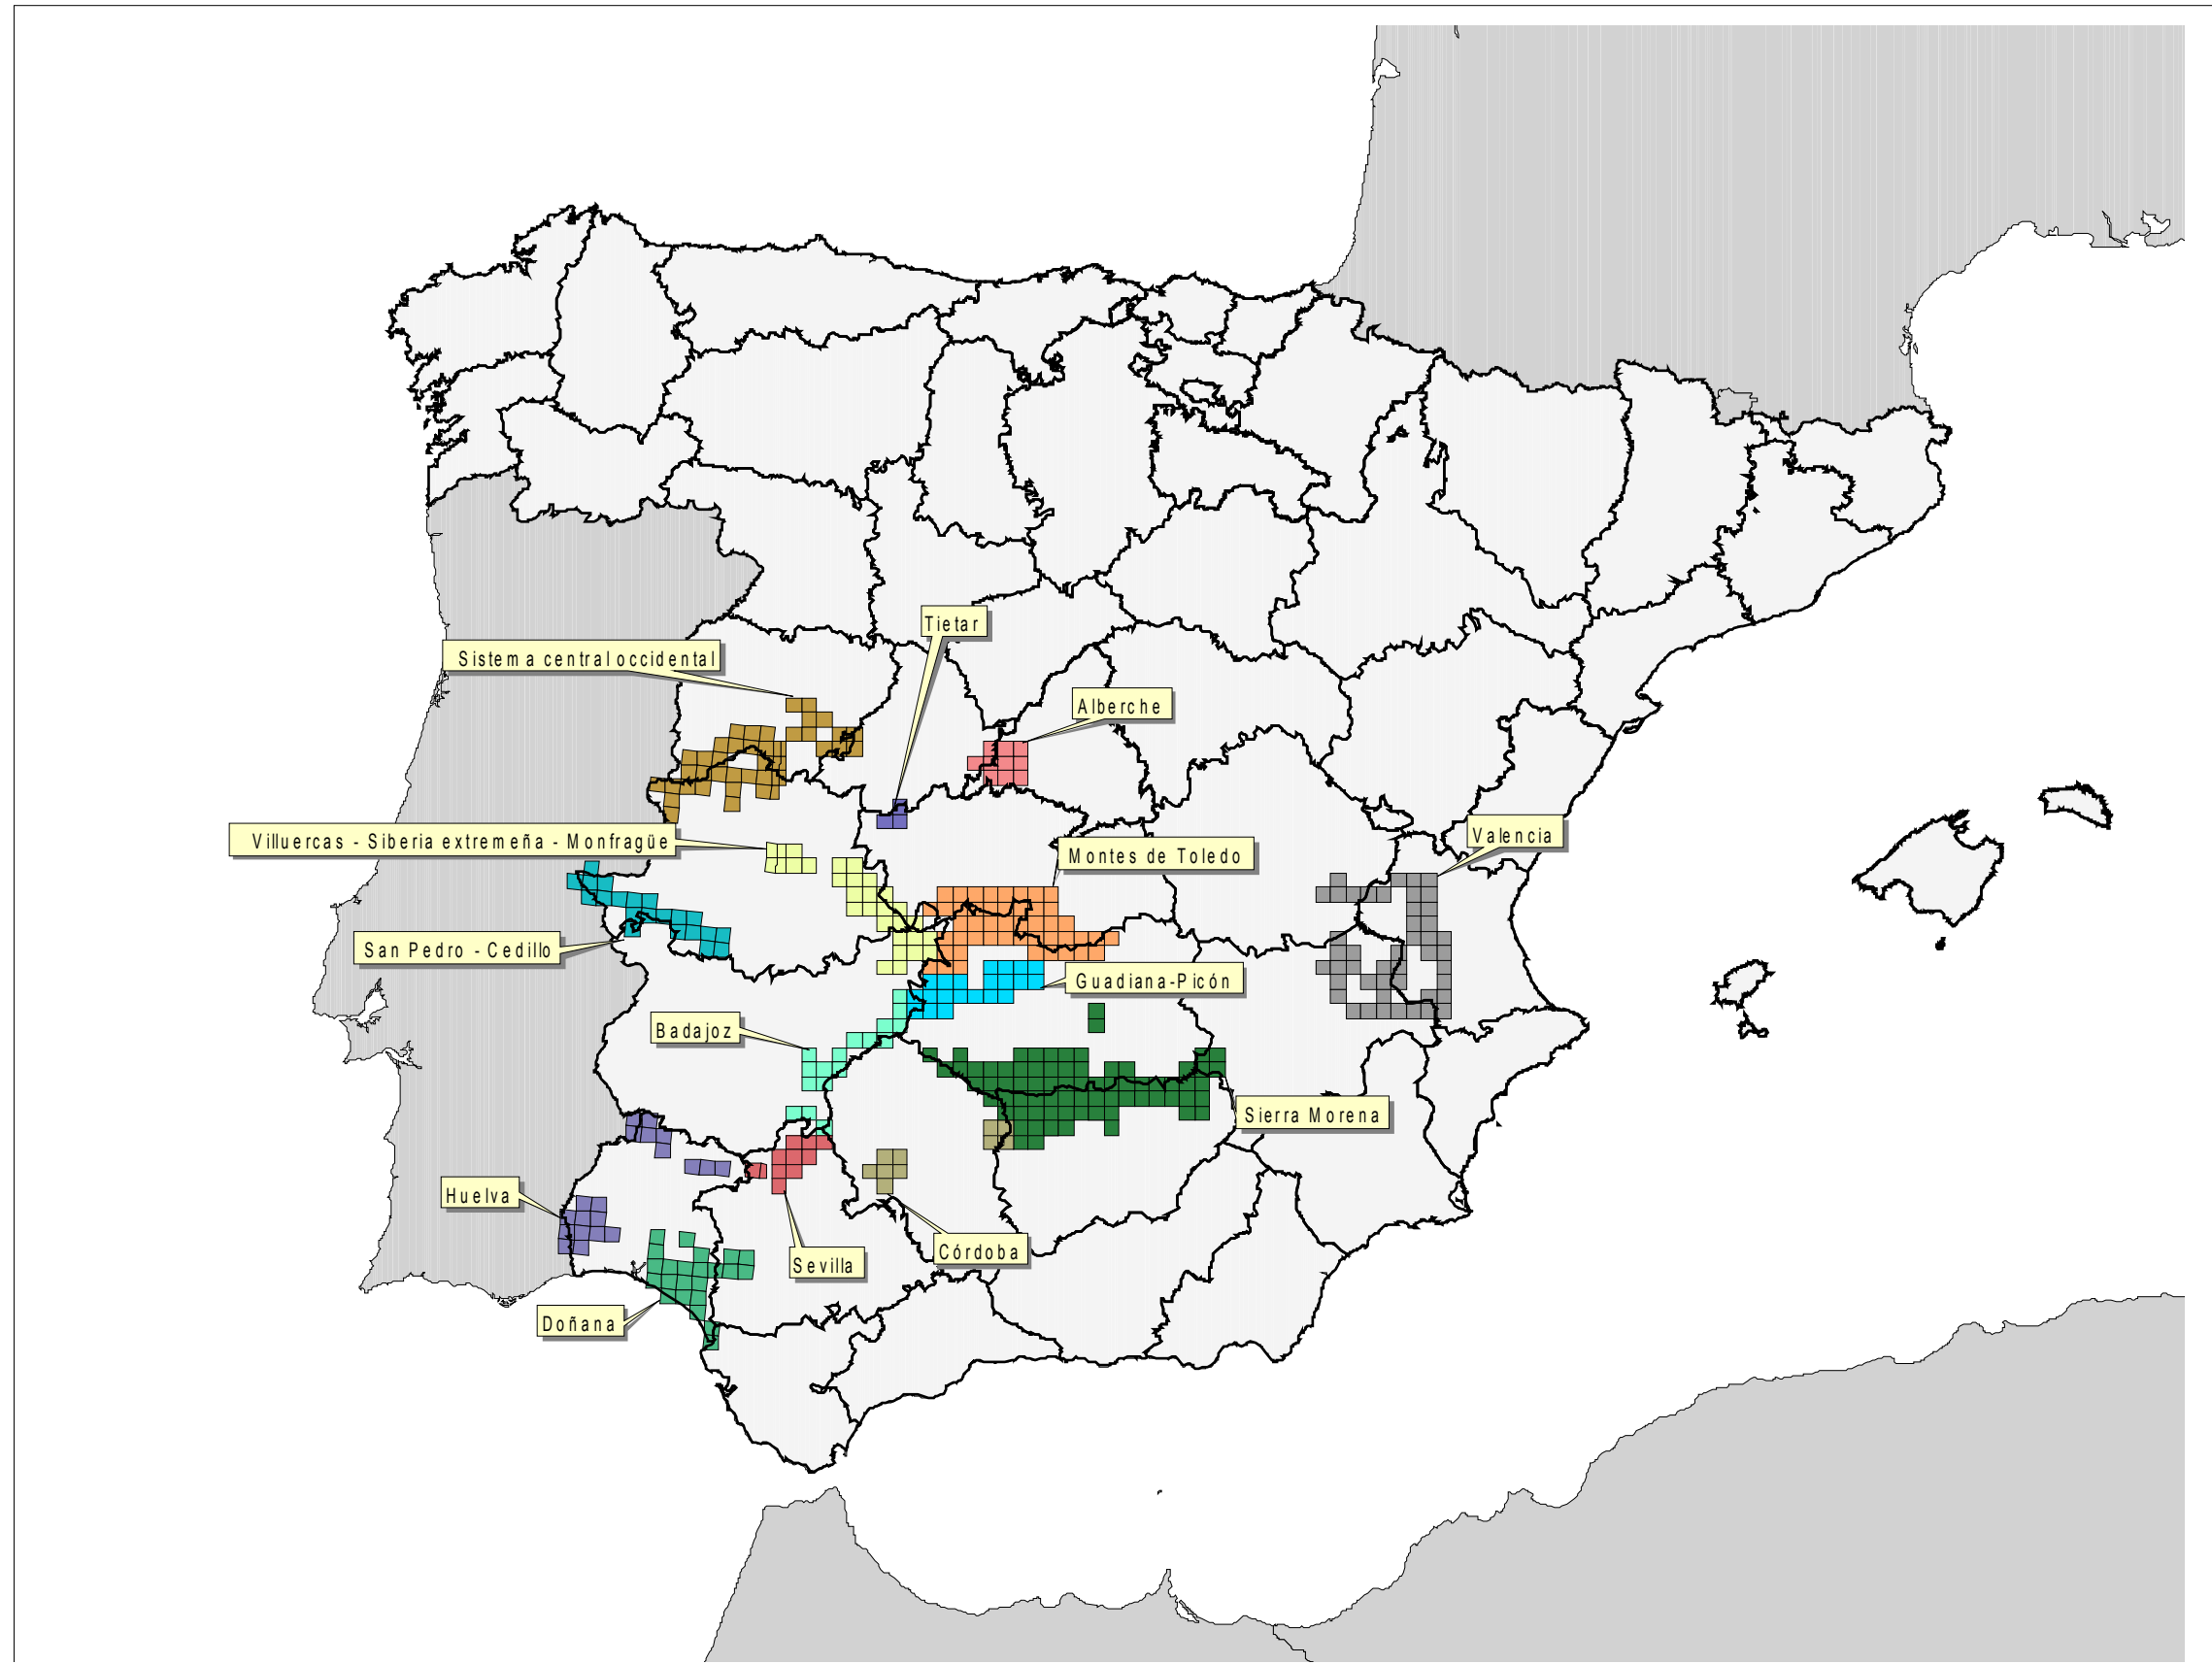 Tietar
Sistema central occidental
Alberche
Valencia
Villuercas - Siberia extremeña - Monfragüe
Montes de Toledo
San Pedro - Cedillo
Guadiana-Picón
Badajoz
Sierra Morena
Huelva
Córdoba
Sevilla
Doñana